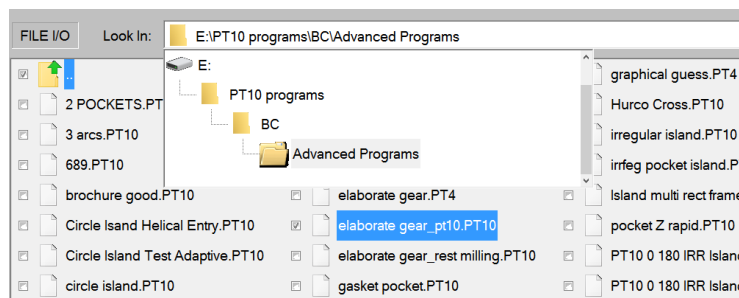 FILE I/O Look In: E:\PT10 programs\BC\Advanced Programs
E:
PT10 programs
BC
Advanced Programs
..
2 POCKETS.PT
3 arcs.PT10
689.PT10
brochure good.PT10
Circle Isand Helical Entry.PT10
Circle Island Test Adaptive.PT10
circle island.PT10
elaborate gear.PT4
elaborate gear_pt10.PT10
elaborate gear_rest milling.PT10
gasket pocket.PT10
graphical guess.PT4
Hurco Cross.PT10
irregular island.PT10
irrfeg pocket island.P
Island multi rect frame
pocket Z rapid.PT10
PT10 0 180 IRR Islan
PT10 0 180 IRR Islan